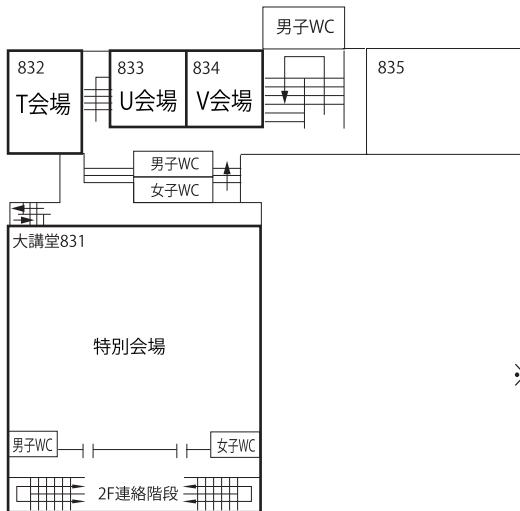 男子WC
832
T会場
833
U会場
834
V会場
835
男子WC
女子WC
大講堂831
特別会場
※
男子WC
女子WC
2F連絡階段